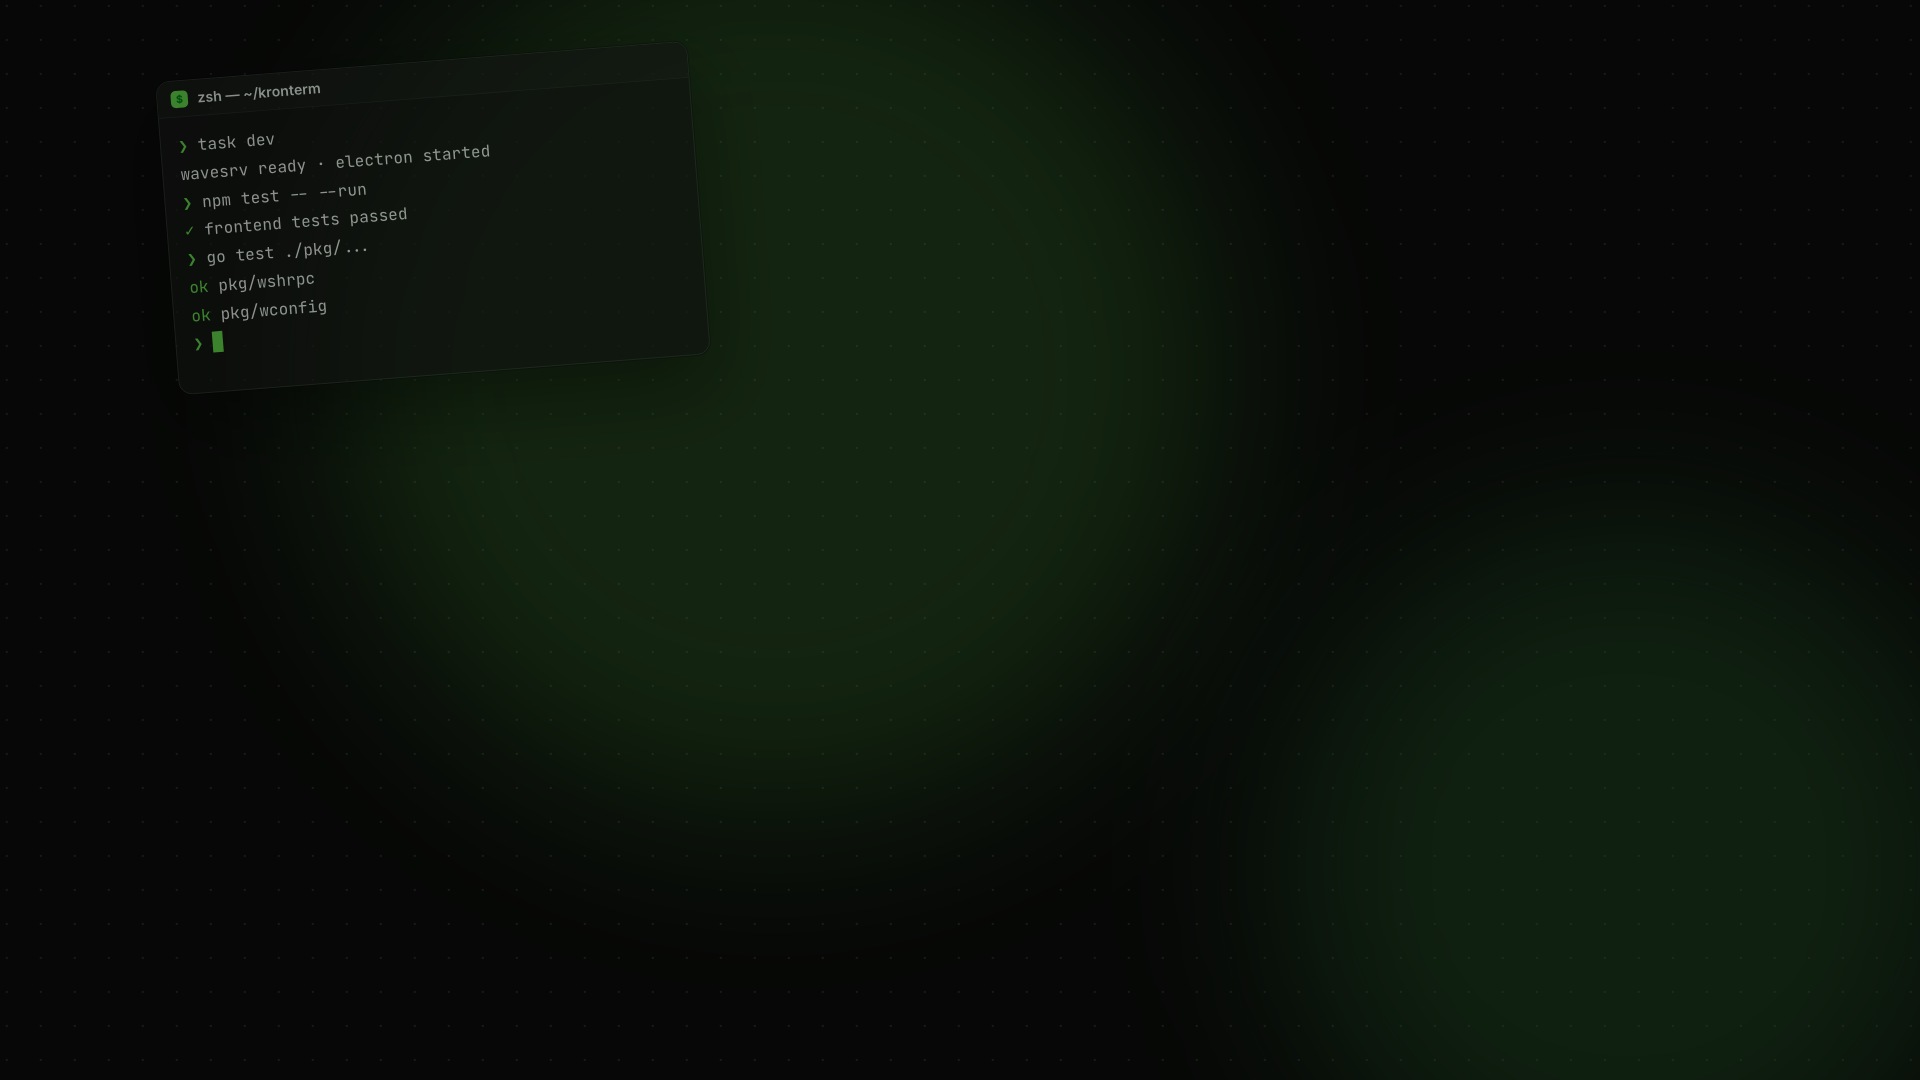 $ zsh — ~/kronterm
❯ task dev
wavesrv ready · electron started
❯ npm test -- --run
✓ frontend tests passed
❯ go test ./pkg/...
ok pkg/wshrpc
ok pkg/wconfig
❯